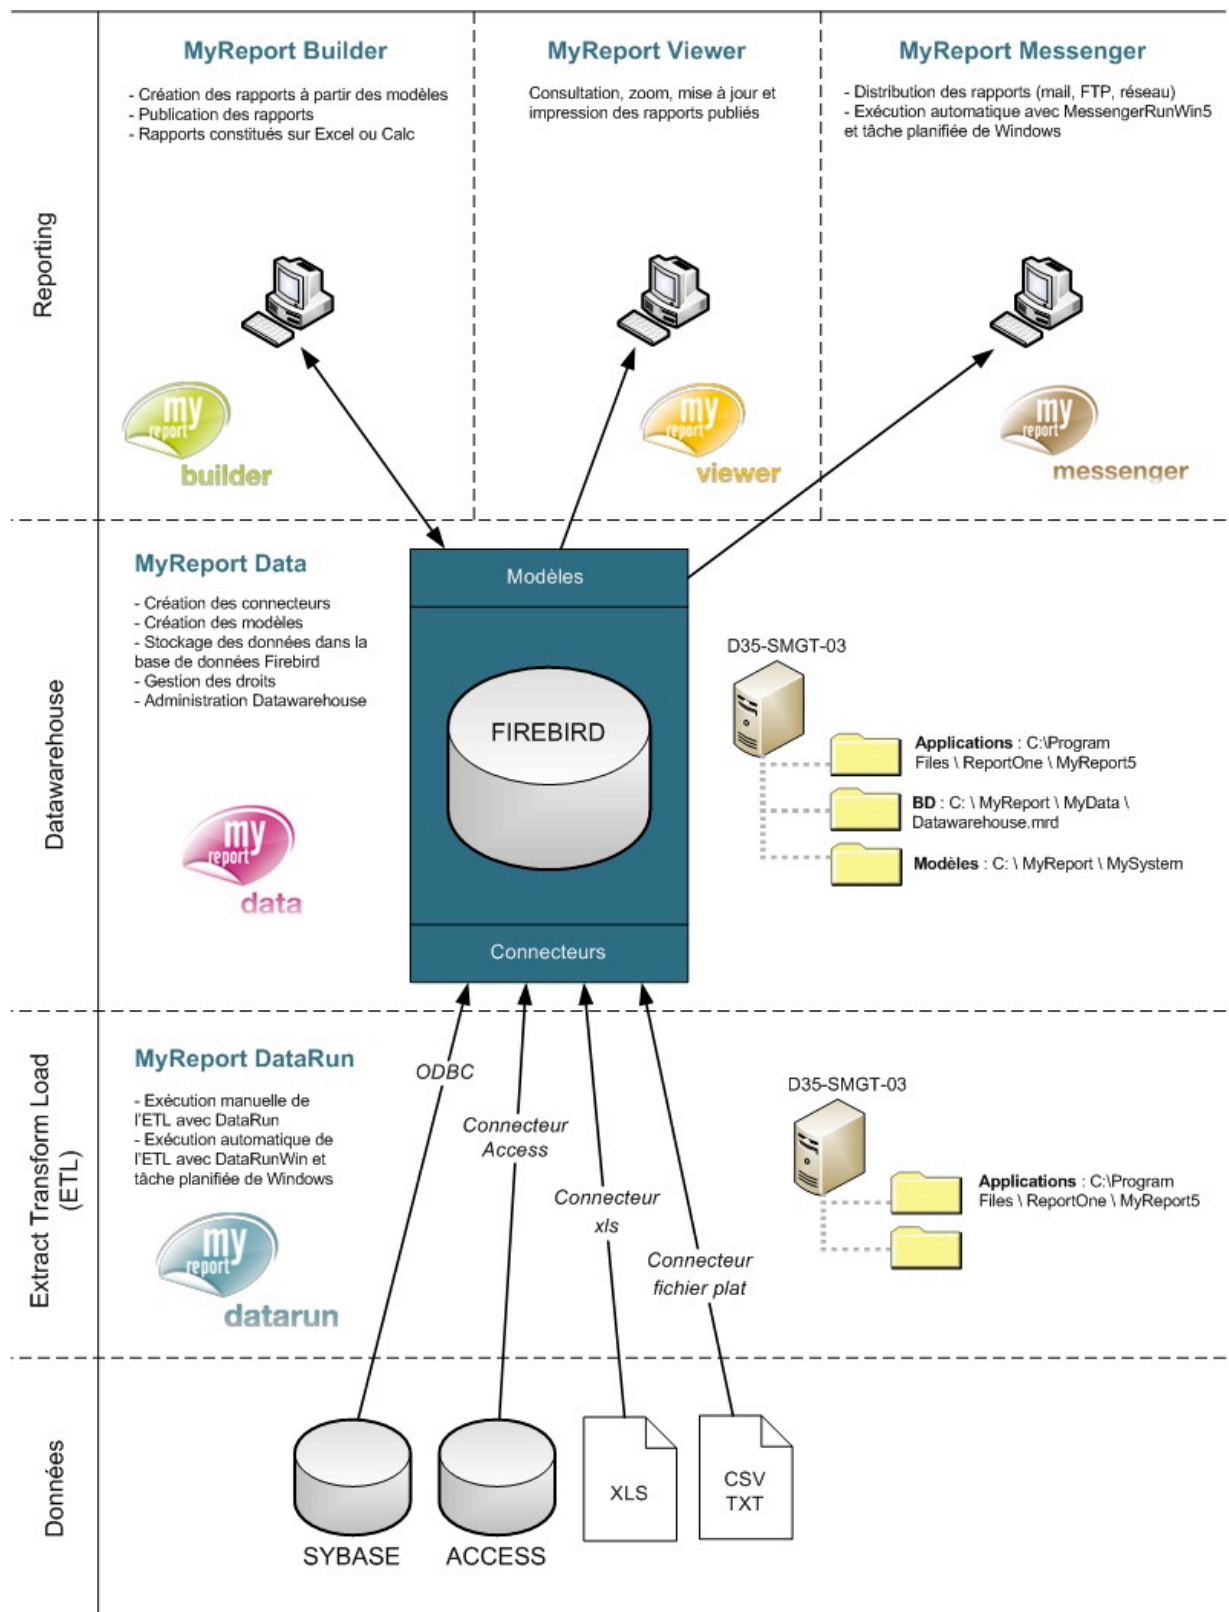 MyReport Builder
- Création des rapports à partir des modèles
- Publication des rapports
- Rapports constitués sur Excel ou Calc
MyReport Viewer
Consultation, zoom, mise à jour et
impression des rapports publiés
MyReport Messenger
- Distribution des rapports (mail, FTP, réseau)
- Exécution automatique avec MessengerRunWin5
et tâche planifiée de Windows
Reporting
my
report
builder
my
report
viewer
my
report
messenger
Datawarehouse
MyReport Data
- Création des connecteurs
- Création des modèles
- Stockage des données dans la
base de données Firebird
- Gestion des droits
- Administration Datawarehouse
my
report
data
Modèles
FIREBIRD
Connecteurs
D35-SMGT-03
Applications : C:\Program
Files \ ReportOne \ MyReport5
BD : C: \ MyReport \ MyData \
Datawarehouse.mrd
Modèles : C: \ MyReport \ MySystem
Extract Transform Load
(ETL)
MyReport DataRun
- Exécution manuelle de
l'ETL avec DataRun
- Exécution automatique de
l'ETL avec DataRunWin et
tâche planifiée de Windows
my
report
datarun
ODBC
Connecteur
Access
Connecteur
xls
Connecteur
fichier plat
D35-SMGT-03
Applications : C:\Program
Files \ ReportOne \ MyReport5
Données
SYBASE
ACCESS
XLS
CSV
TXT